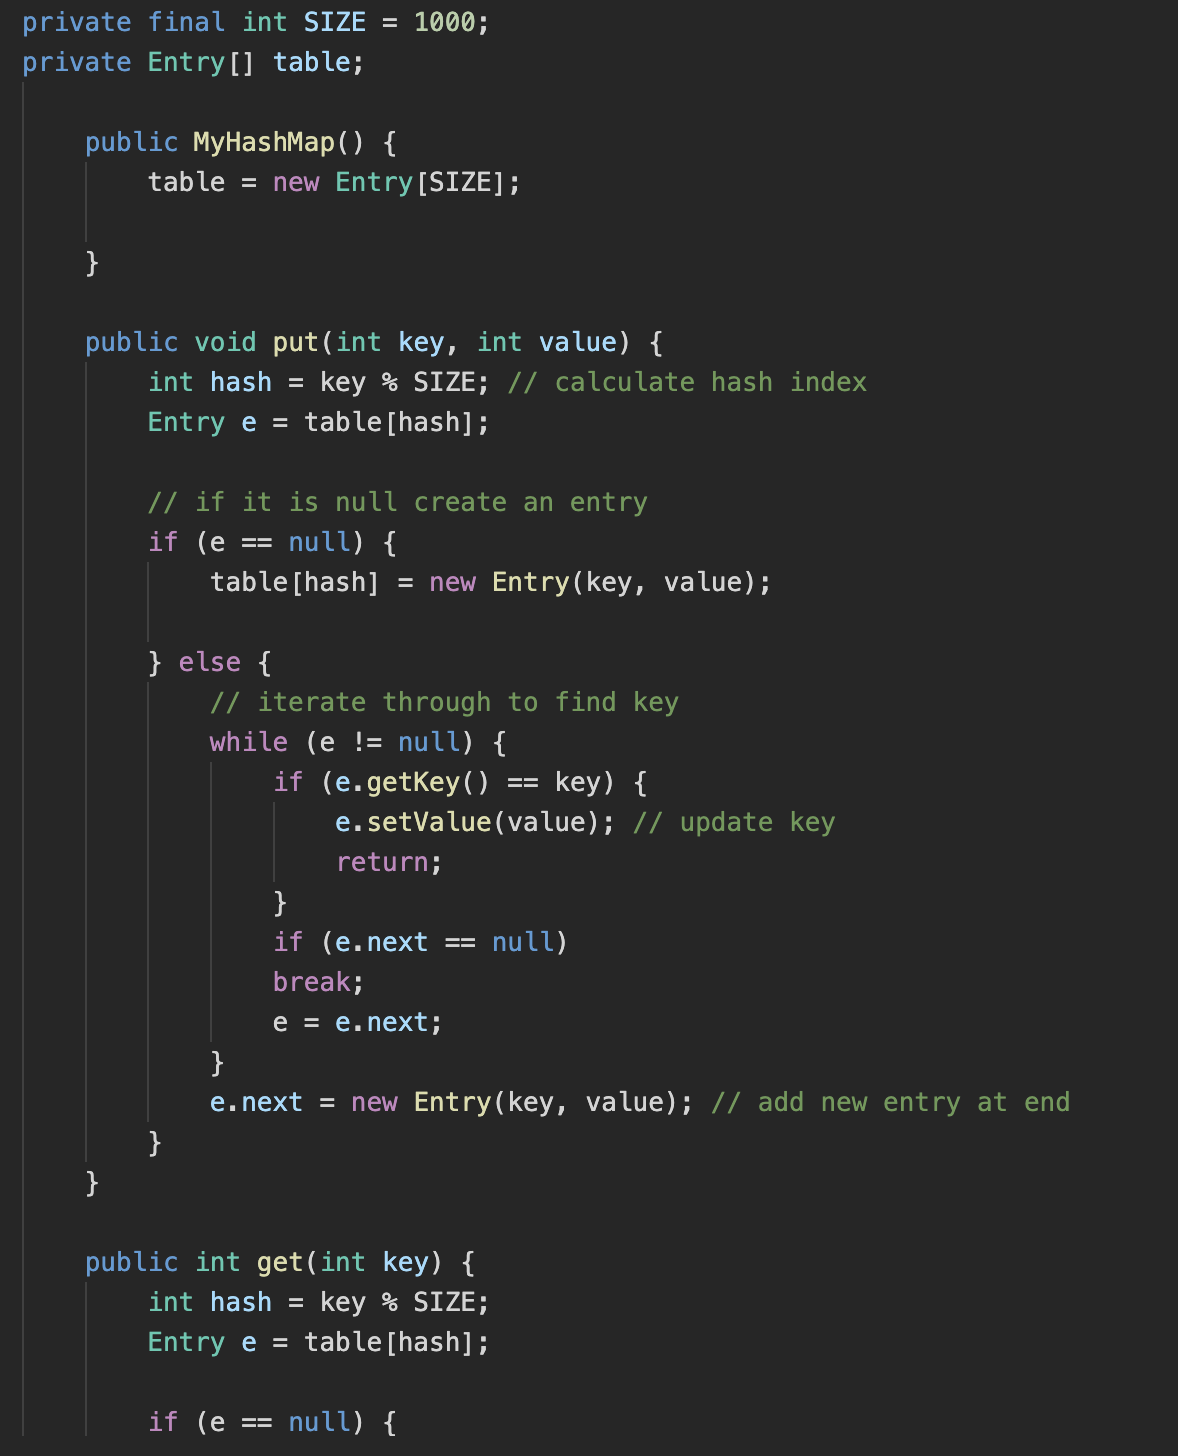 private final int SIZE = 1000;
private Entry[] table;
public MyHashMap() {
table = new Entry[SIZE];
}
public void put(int key, int value) {
int hash = key % SIZE; // calculate hash index
Entry e = table[hash];
// if it is null create an entry
if (e == null) {
table[hash] = new Entry(key, value);
} else {
// iterate through to find key
while (e != null) {
if (e.getKey() == key) {
e.setValue(value); // update key
return;
}
if (e.next == null)
break;
e = e.next;
}
e.next = new Entry(key, value); // add new entry at end
}
}
public int get(int key) {
int hash = key % SIZE;
Entry e = table[hash];
if (e == null) {